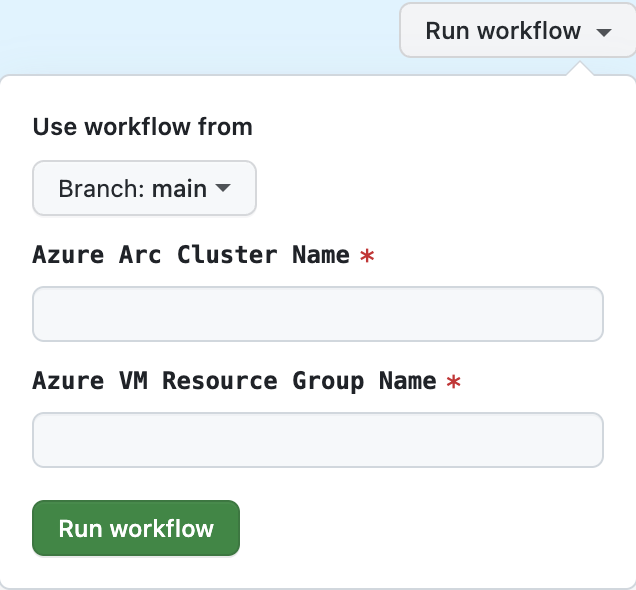 Run workflow
Use workflow from
Branch: main
Azure Arc Cluster Name *
Azure VM Resource Group Name *
Run workflow